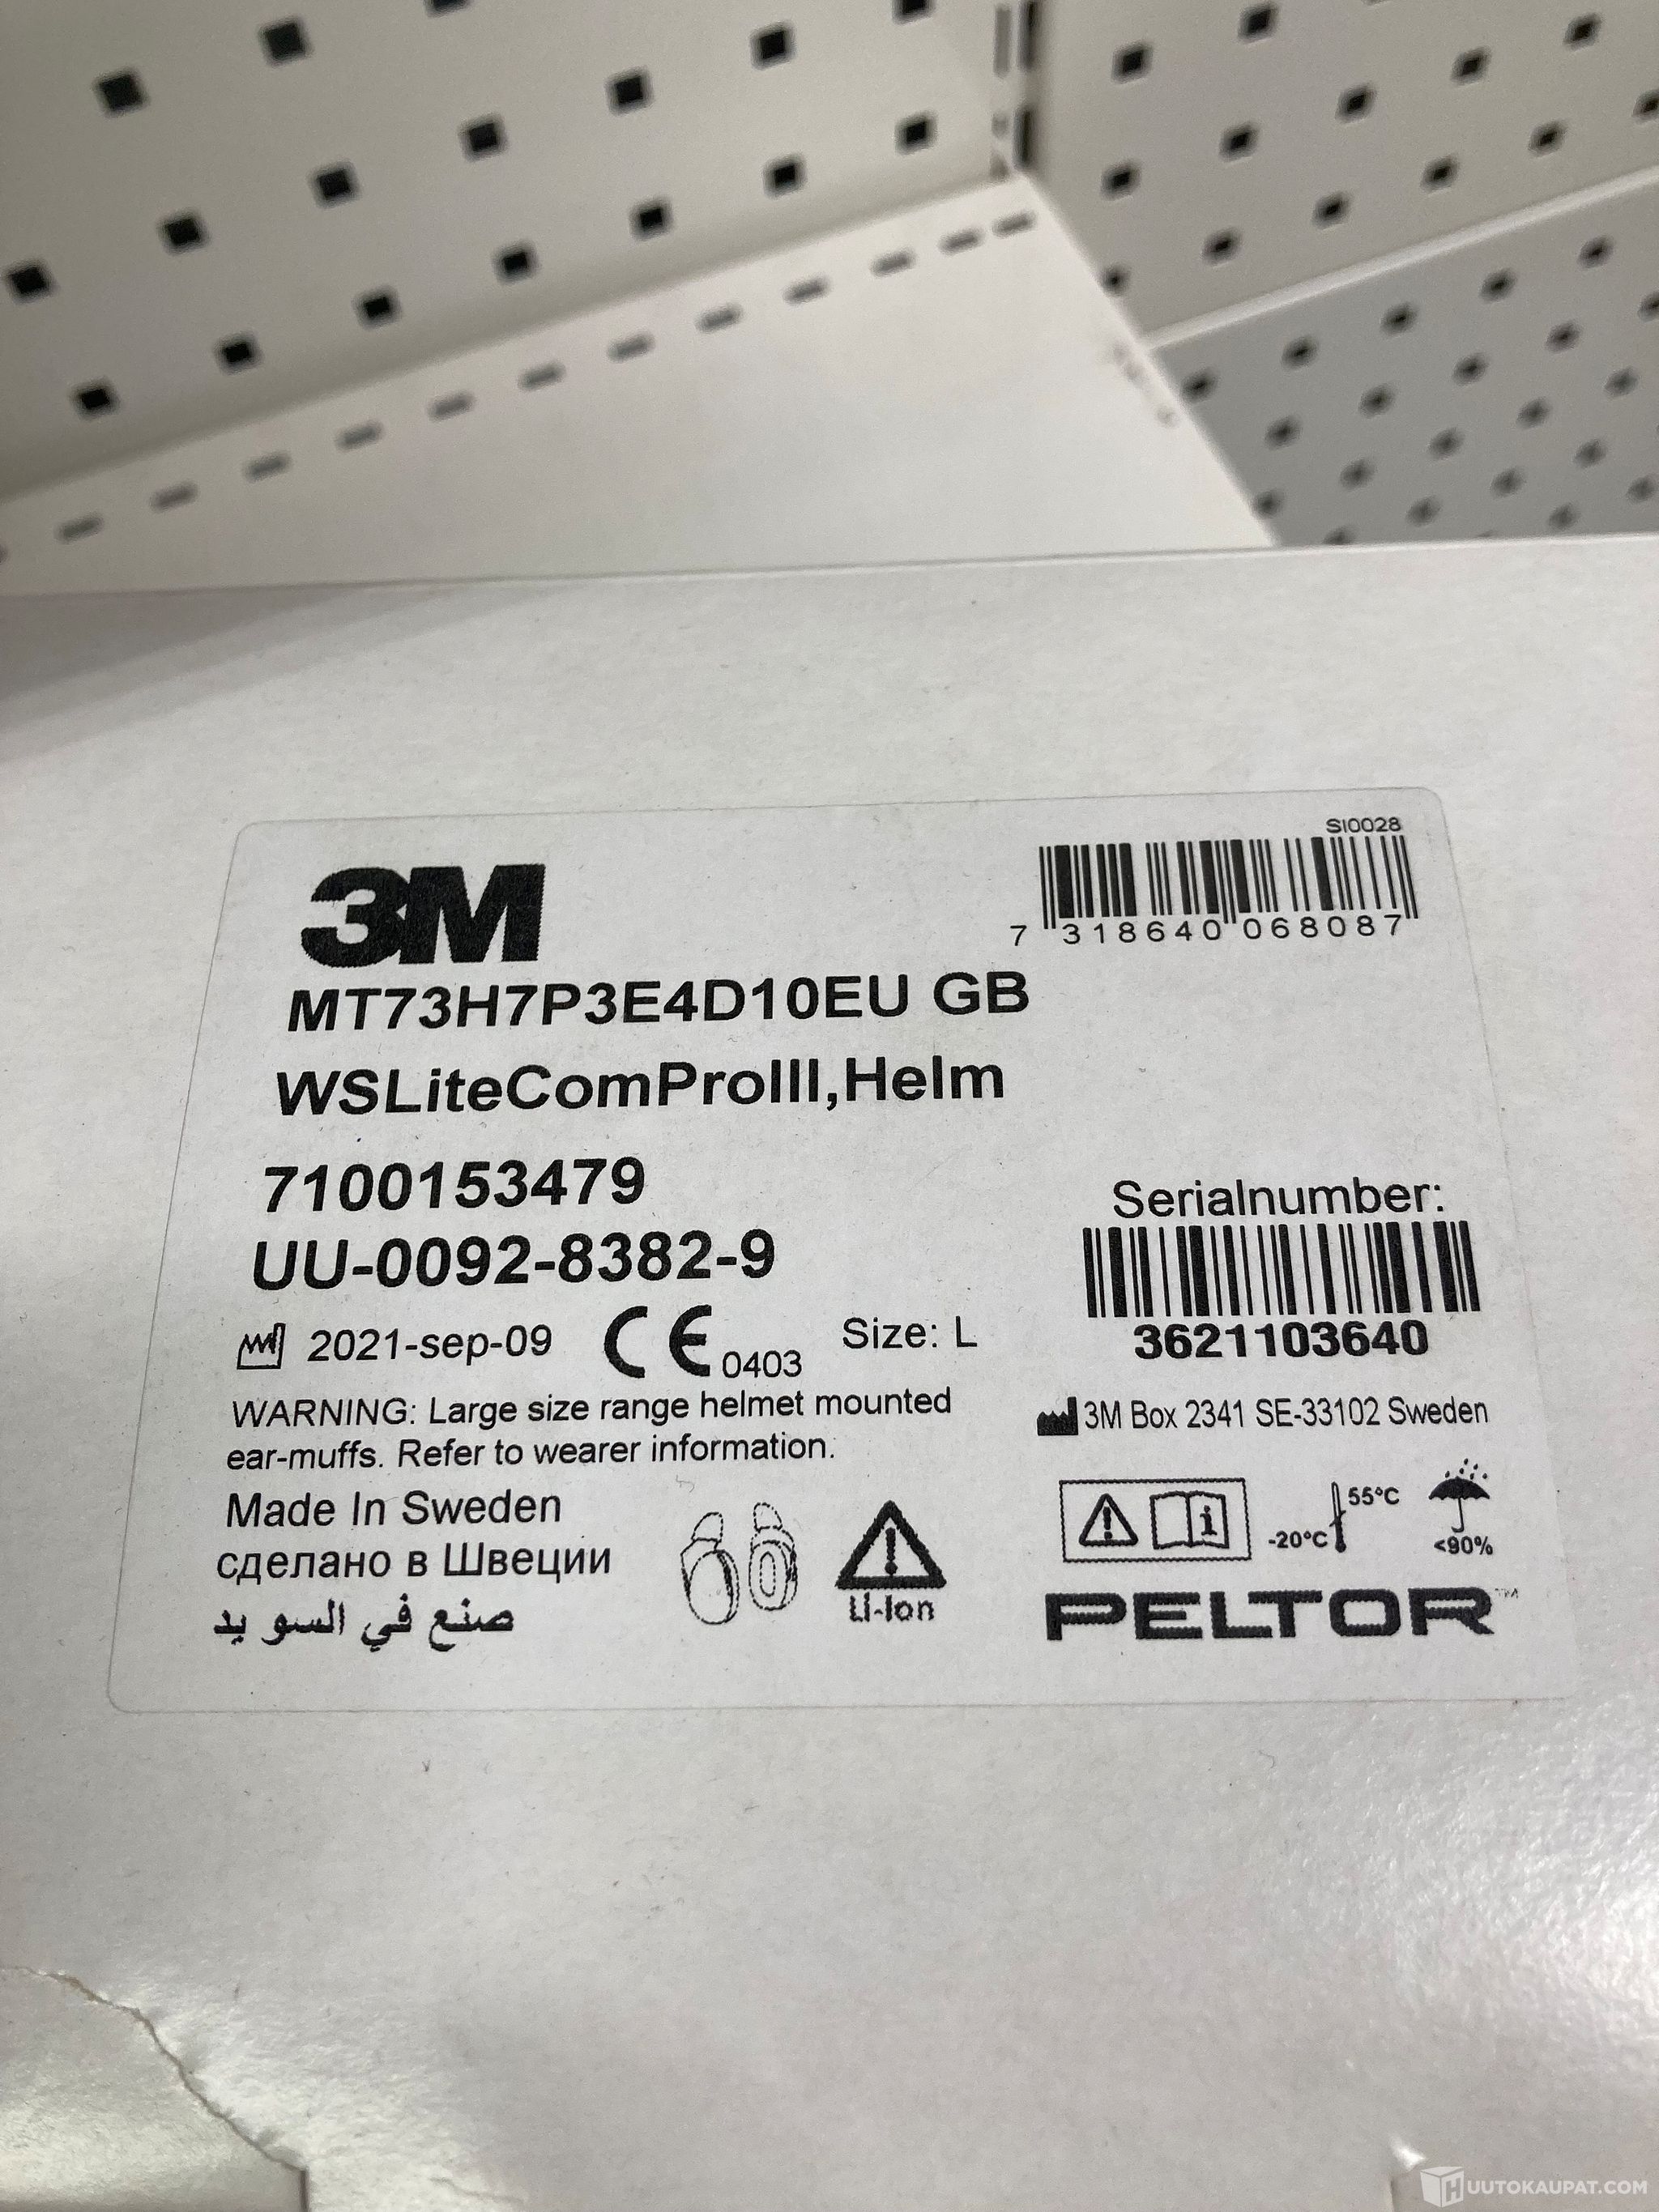 SI0028
3M
7 318640 068087
MT73H7P3E4D10EU GB
WSLiteComProIII,Helm
7100153479
UU-0092-8382-9
Serialnumber:
3621103640
2021-sep-09 CE 0403 Size: L
WARNING: Large size range helmet mounted
ear-muffs. Refer to wearer information.
3M Box 2341 SE-33102 Sweden
Made In Sweden
сделано в Швеции
صنع في السو يد
Li-Ion
i
-20°C 55°C
<90%
PELTOR™
HUUTOKAUPAT.COM